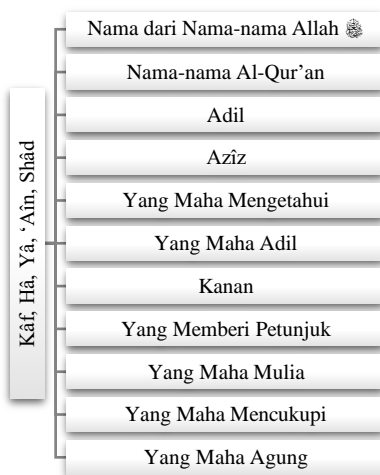 Kâf, Hâ, Yâ, ‘Aîn, Shâd
Nama dari Nama-nama Allah ﷻ
Nama-nama Al-Qur’an
Adil
Azîz
Yang Maha Mengetahui
Yang Maha Adil
Kanan
Yang Memberi Petunjuk
Yang Maha Mulia
Yang Maha Mencukupi
Yang Maha Agung